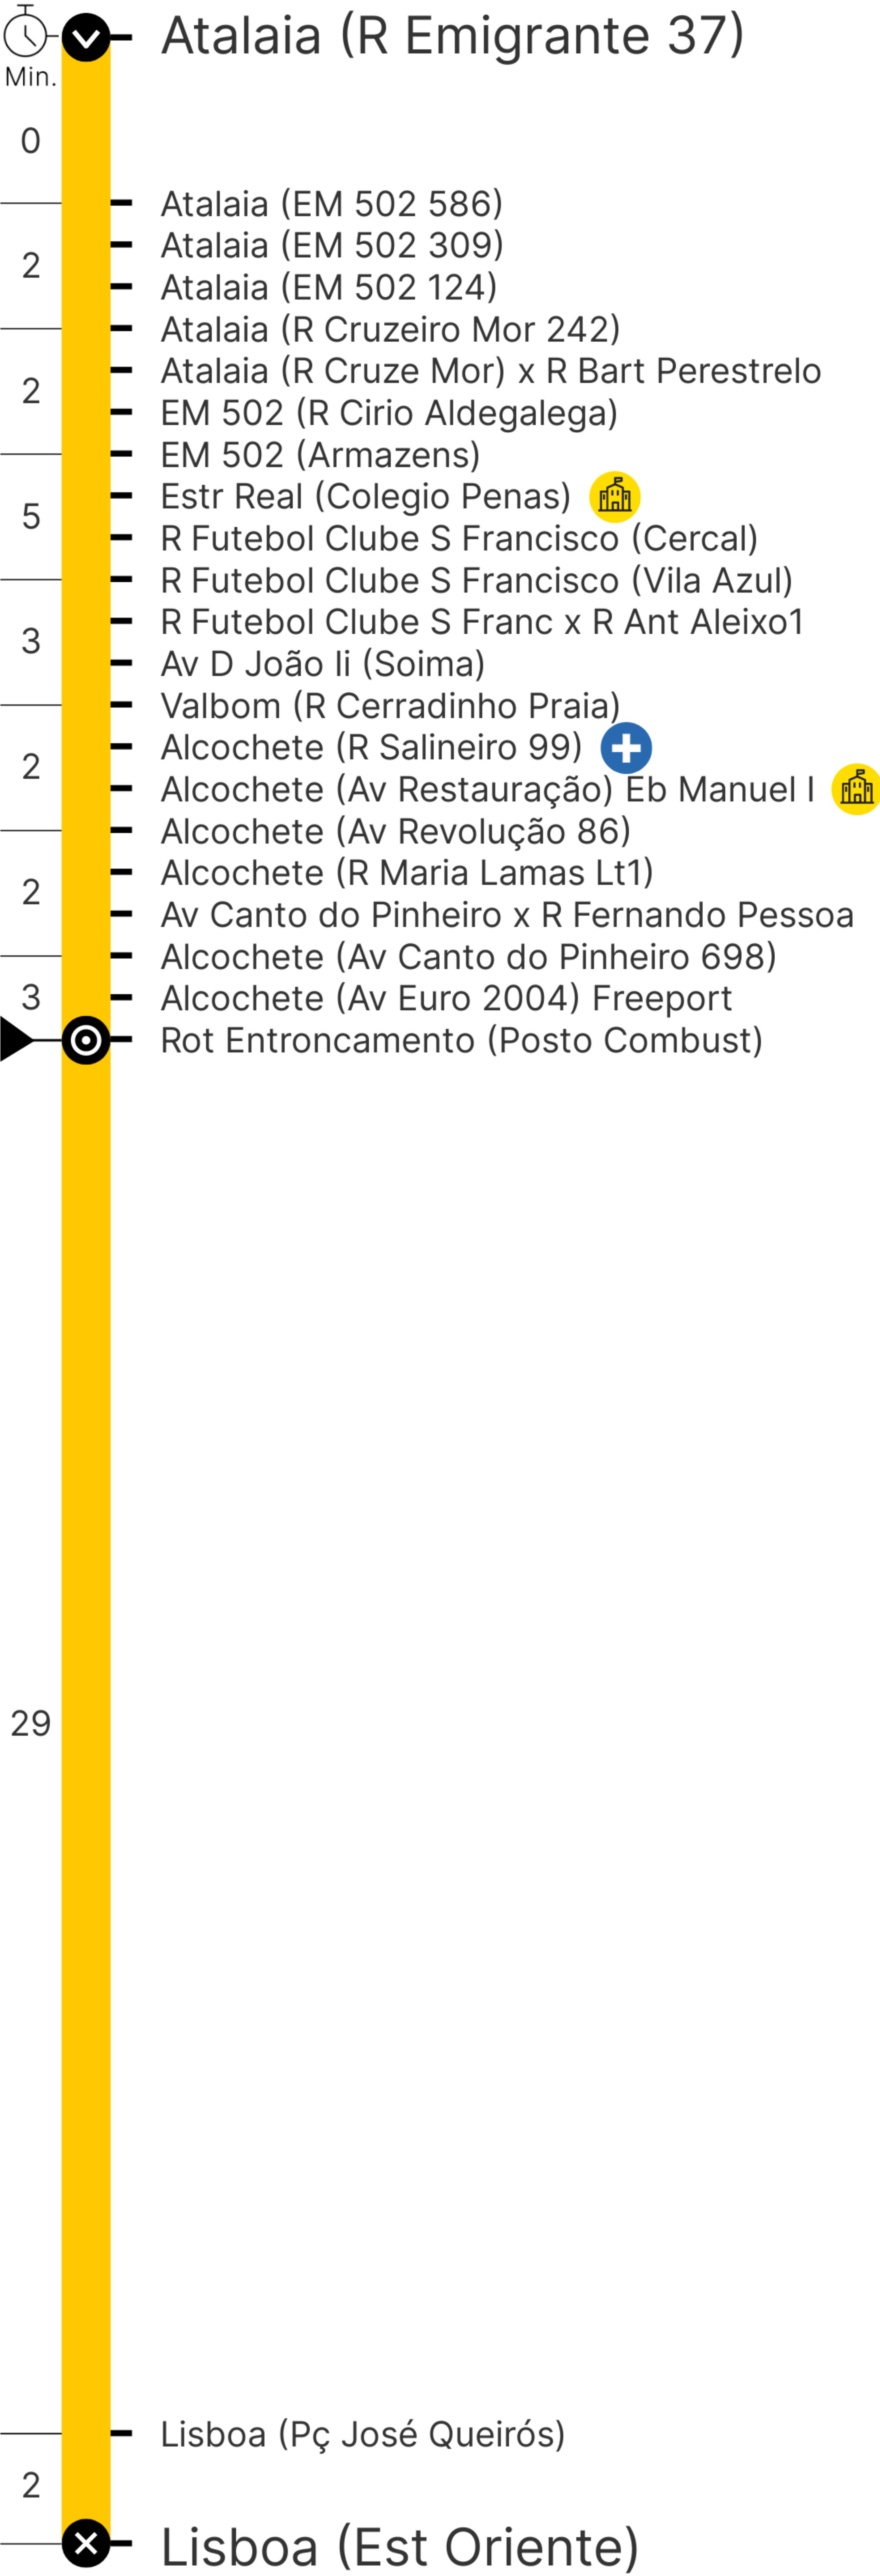 Atalaia (R Emigrante 37)
Min.
0
Atalaia (EM 502 586)
Atalaia (EM 502 309)
2
Atalaia (EM 502 124)
Atalaia (R Cruzeiro Mor 242)
Atalaia (R Cruze Mor) x R Bart Perestrelo
2
EM 502 (R Cirio Aldegalega)
EM 502 (Armazens)
Estr Real (Colegio Penas)
5
R Futebol Clube S Francisco (Cercal)
R Futebol Clube S Francisco (Vila Azul)
R Futebol Clube S Franc x R Ant Aleixo1
3
Av D João Ii (Soima)
Valbom (R Cerradinho Praia)
Alcochete (R Salineiro 99)
2
Alcochete (Av Restauração) Eb Manuel I
Alcochete (Av Revolução 86)
Alcochete (R Maria Lamas Lt1)
2
Av Canto do Pinheiro x R Fernando Pessoa
Alcochete (Av Canto do Pinheiro 698)
3
Alcochete (Av Euro 2004) Freeport
Rot Entroncamento (Posto Combust)
29
Lisboa (Pç José Queirós)
2
Lisboa (Est Oriente)